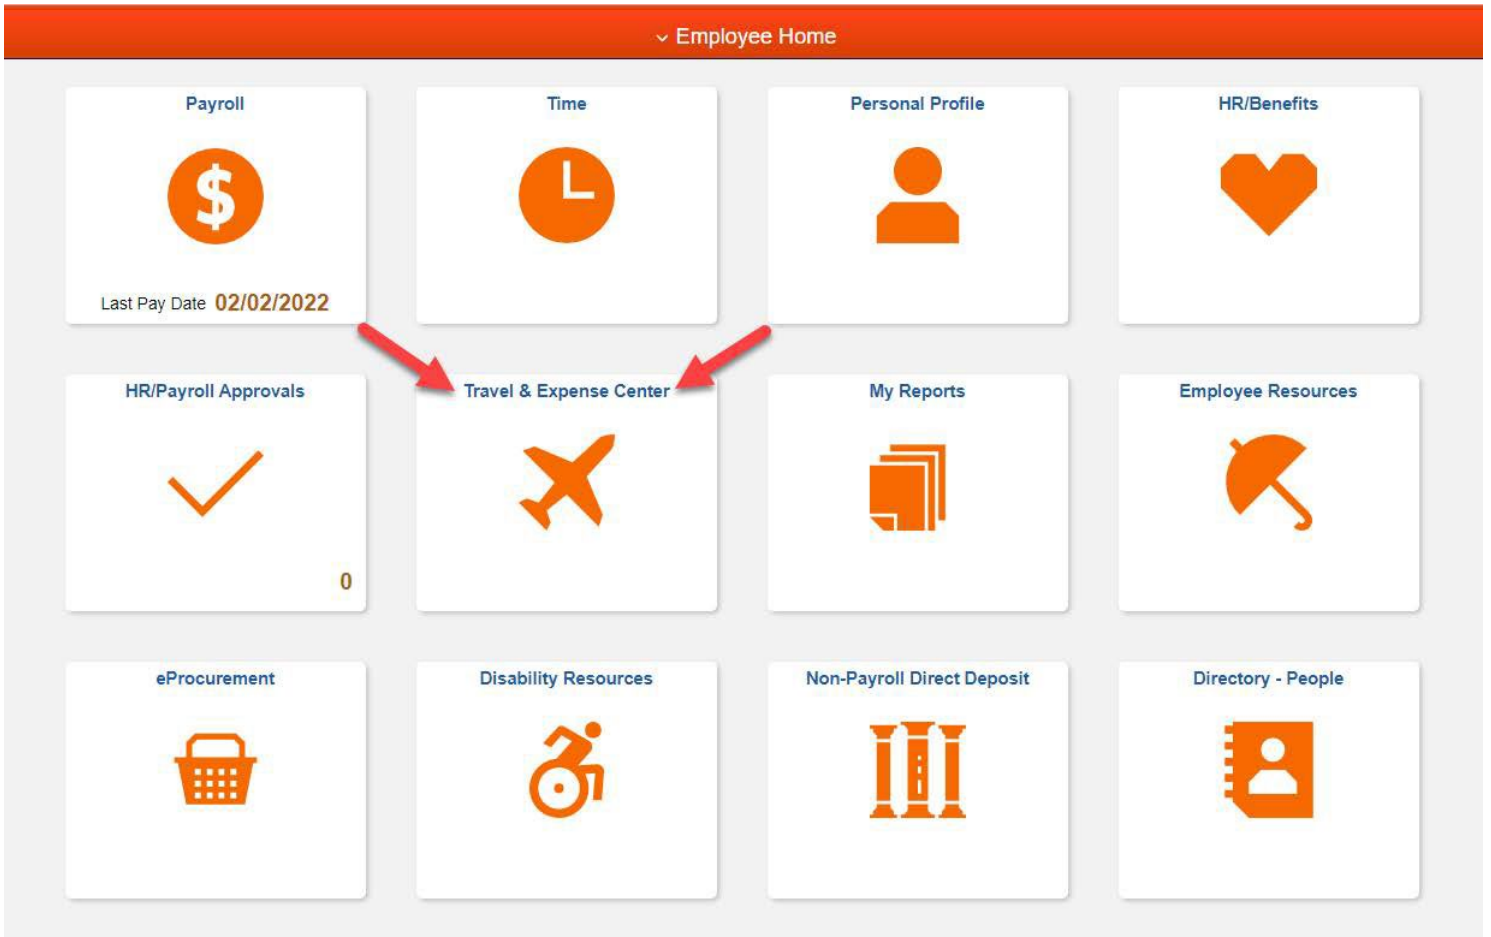 Employee Home
Payroll
Time
Personal Profile
HR/Benefits
$
Last Pay Date 02/02/2022
HR/Payroll Approvals
Travel & Expense Center
My Reports
Employee Resources
0
eProcurement
Disability Resources
Non-Payroll Direct Deposit
Directory - People